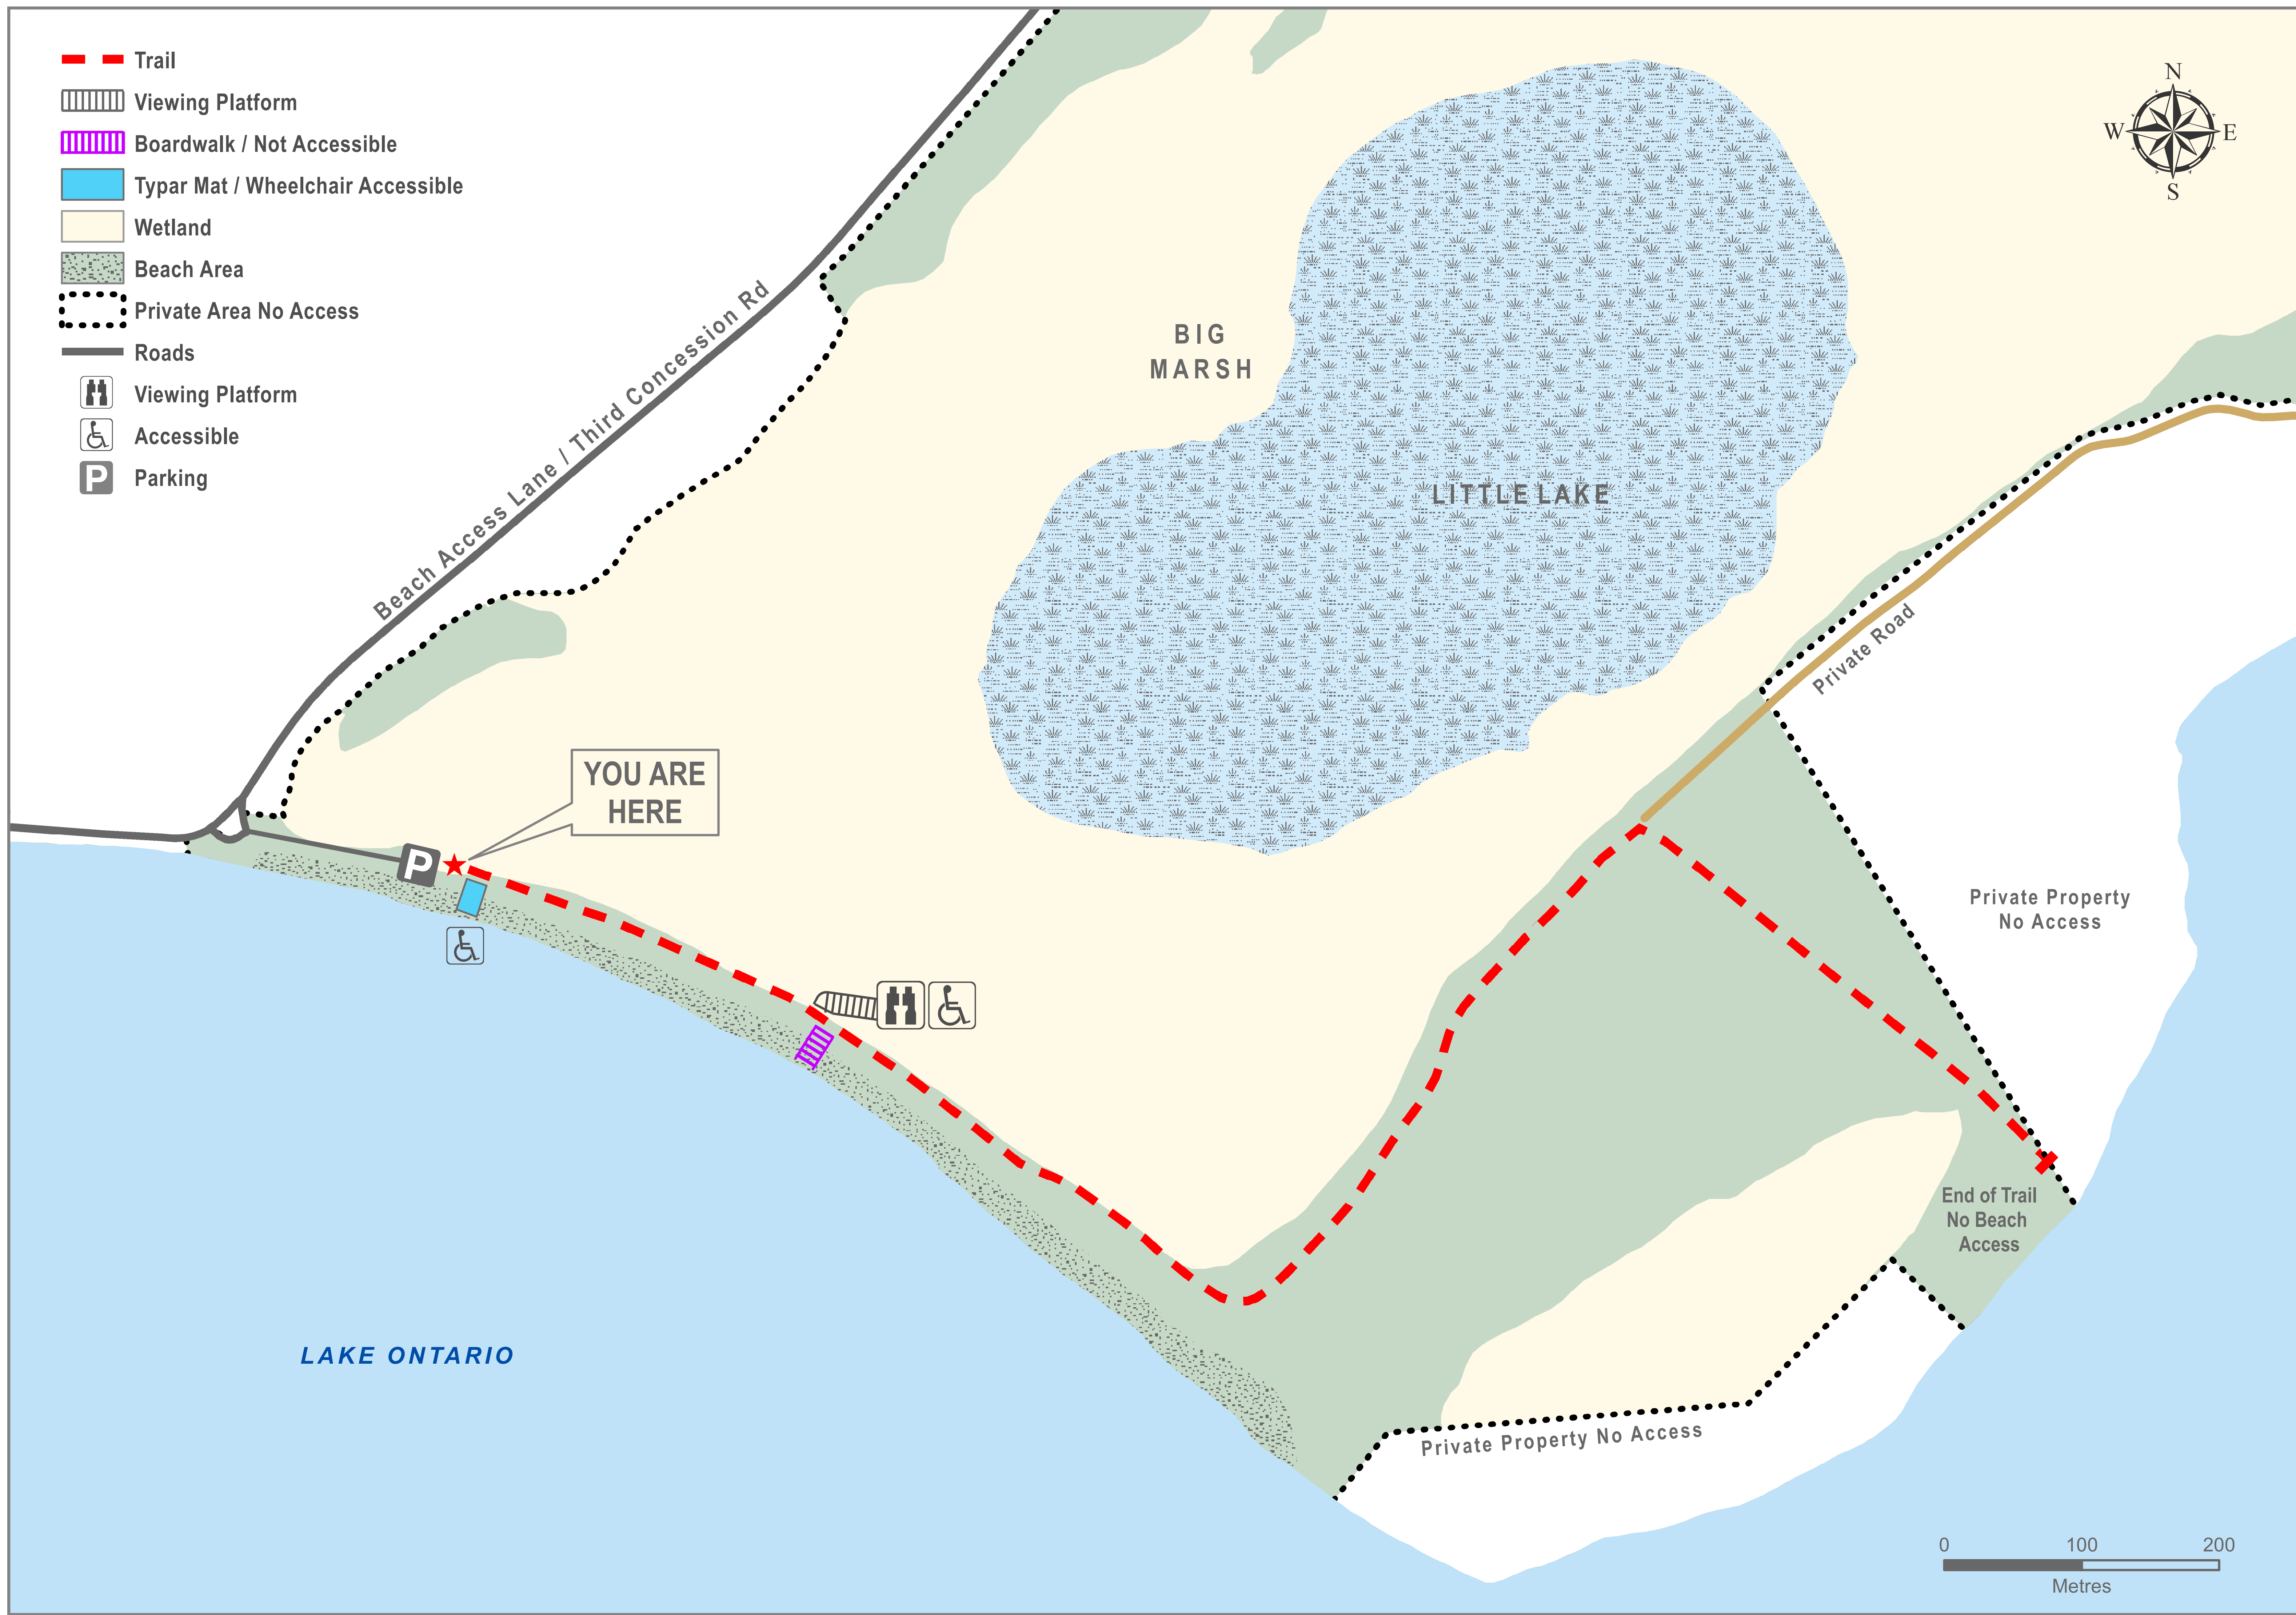 Trail
Viewing Platform
Boardwalk / Not Accessible
Typar Mat / Wheelchair Accessible
Wetland
Beach Area
Private Area No Access
Roads
Viewing Platform
Accessible
P
Parking
N
W
E
S
Beach Access Lane / Third Concession Rd
BIG
MARSH
LITTLE LAKE
Private Road
YOU ARE
HERE
P
Private Property
No Access
End of Trail
No Beach
Access
LAKE ONTARIO
Private Property No Access
0 100 200
Metres